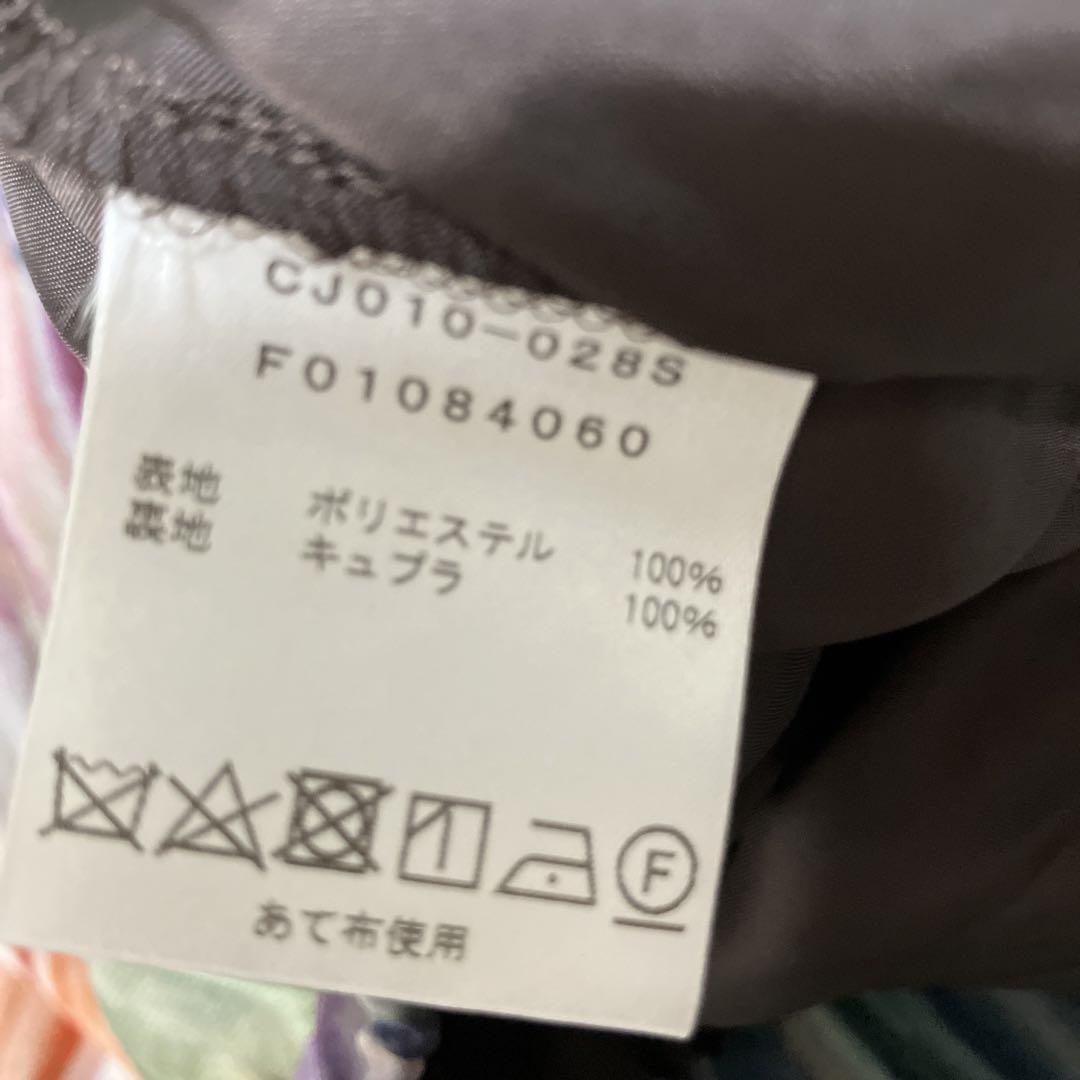 CJ010-028S
F01084060
表地 ポリエステル 100%
裏地 キュプラ 100%
F
あて布使用